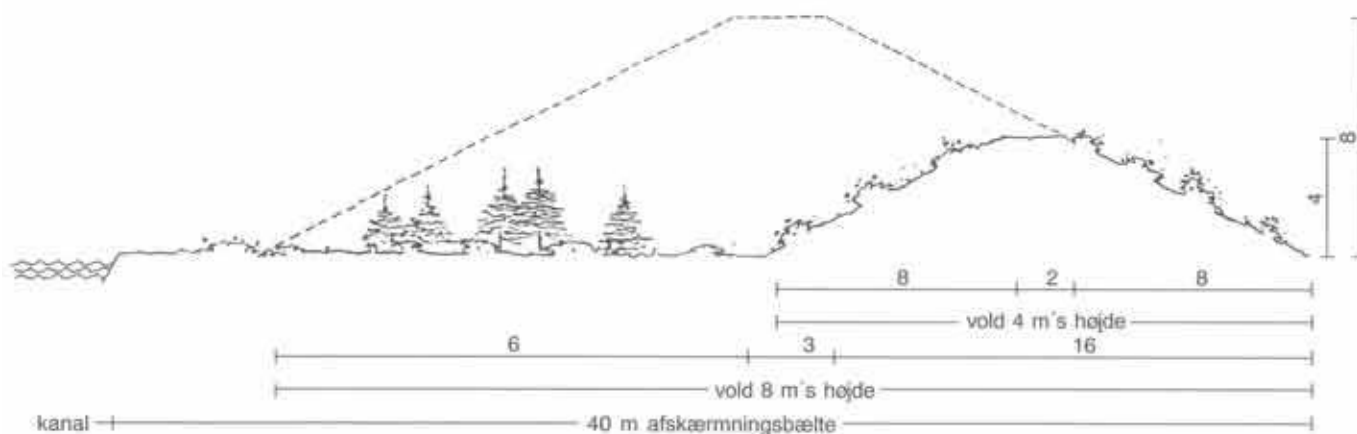 8
4
8 2 8
vold 4 m´s højde
6 3 16
vold 8 m´s højde
kanal 40 m afskærmningsbælte